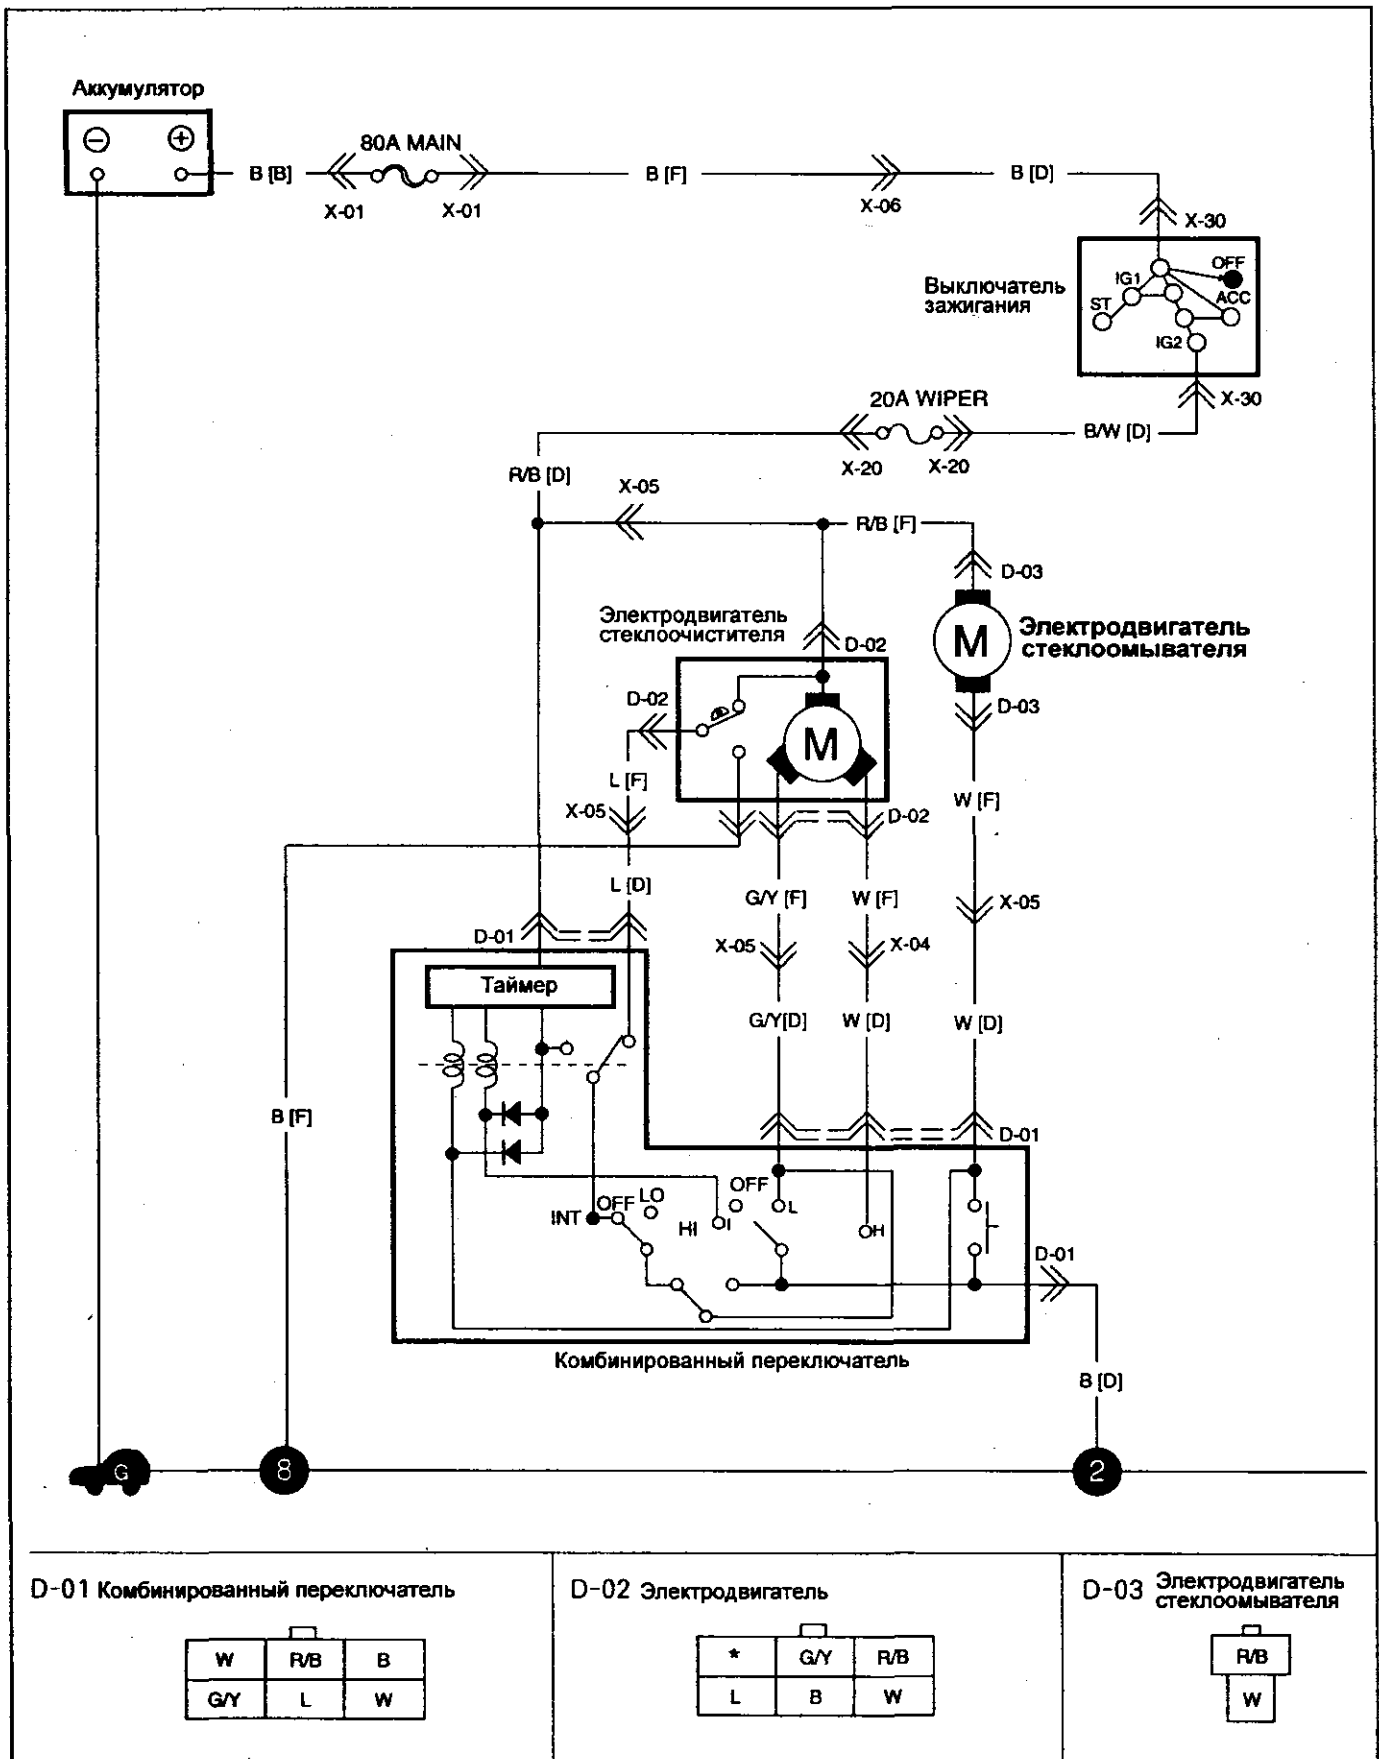 Аккумулятор
− +
80A MAIN
B [B]
B [F]
B [D]
X-01
X-01
X-06
X-30
Выключатель
зажигания
OFF
IG1
ST
ACC
IG2
X-30
20A WIPER
B/W [D]
X-20
X-20
R/B [D]
X-05
R/B [F]
D-03
Электродвигатель
стеклоочистителя
D-02
M
Электродвигатель
стеклоомывателя
D-02
D-03
M
L [F]
W [F]
X-05
D-02
L [D]
G/Y [F]
W [F]
X-05
D-01
X-05
X-04
Таймер
G/Y[D]
W [D]
W [D]
B [F]
D-01
OFF
INT
OFF
LO
HI
I
L
H
D-01
Комбинированный переключатель
B [D]
G
8
2
D-01 Комбинированный переключатель
W R/B B
G/Y L W
D-02 Электродвигатель
* G/Y R/B
L B W
D-03 Электродвигатель
стеклоомывателя
R/B
W